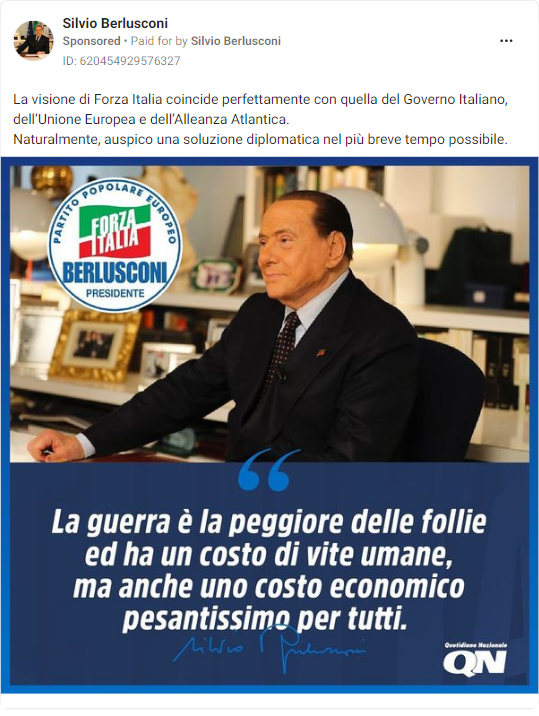 Silvio Berlusconi
Sponsored • Paid for by Silvio Berlusconi
ID: 620454929576327
La visione di Forza Italia coincide perfettamente con quella del Governo Italiano,
dell'Unione Europea e dell'Alleanza Atlantica.
Naturalmente, auspico una soluzione diplomatica nel più breve tempo possibile.
PARTITO POPOLARE EUROPEO
FORZA
ITALIA
BERLUSCONI
PRESIDENTE
“
La guerra è la peggiore delle follie
ed ha un costo di vite umane,
ma anche uno costo economico
pesantissimo per tutti.
Silvio Berlusconi
Quotidiano Nazionale
QN